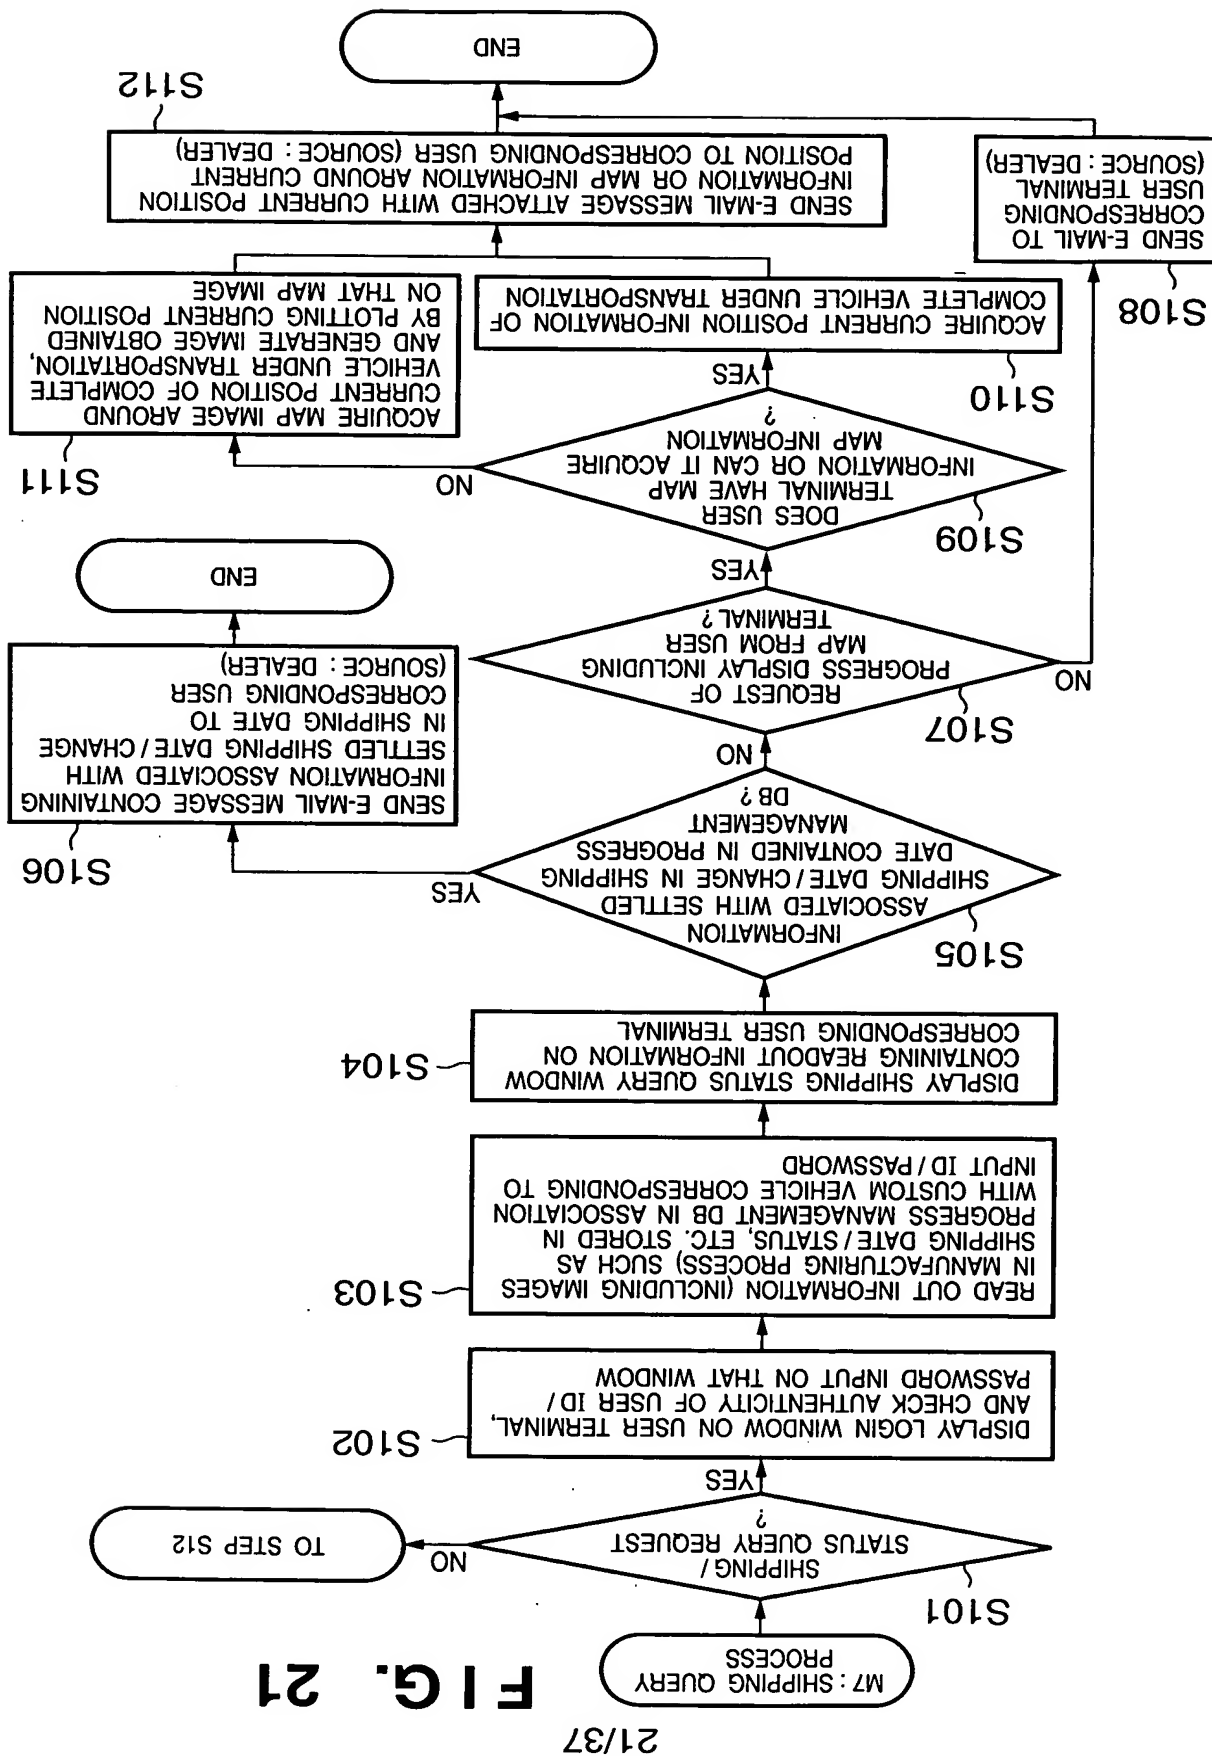 21/37
FIG. 21
M7 : SHIPPING QUERY
PROCESS
S101
SHIPPING /
STATUS QUERY REQUEST
?
NO
TO STEP S12
YES
DISPLAY LOGIN WINDOW ON USER TERMINAL,
AND CHECK AUTHENTICITY OF USER ID /
PASSWORD INPUT ON THAT WINDOW
S102
READ OUT INFORMATION (INCLUDING IMAGES
IN MANUFACTURING PROCESS) SUCH AS
SHIPPING DATE / STATUS, ETC. STORED IN
PROGRESS MANAGEMENT DB IN ASSOCIATION
WITH CUSTOM VEHICLE CORRESPONDING TO
INPUT ID / PASSWORD
S103
DISPLAY SHIPPING STATUS QUERY WINDOW
CONTAINING READOUT INFORMATION ON
CORRESPONDING USER TERMINAL
S104
S105
INFORMATION
ASSOCIATED WITH SETTLED
SHIPPING DATE / CHANGE IN SHIPPING
DATE CONTAINED IN PROGRESS
MANAGEMENT
DB ?
YES
S106
SEND E-MAIL MESSAGE CONTAINING
INFORMATION ASSOCIATED WITH
SETTLED SHIPPING DATE / CHANGE
IN SHIPPING DATE TO
CORRESPONDING USER
(SOURCE : DEALER)
END
NO
S107
REQUEST OF
PROGRESS DISPLAY INCLUDING
MAP FROM USER
TERMINAL ?
NO
YES
S109
DOES USER
TERMINAL HAVE MAP
INFORMATION OR CAN IT ACQUIRE
MAP INFORMATION
?
NO
YES
S111
ACQUIRE MAP IMAGE AROUND
CURRENT POSITION OF COMPLETE
VEHICLE UNDER TRANSPORTATION,
AND GENERATE IMAGE OBTAINED
BY PLOTTING CURRENT POSITION
ON THAT MAP IMAGE
S110
ACQUIRE CURRENT POSITION INFORMATION OF
COMPLETE VEHICLE UNDER TRANSPORTATION
S108
SEND E-MAIL TO
CORRESPONDING
USER TERMINAL
(SOURCE : DEALER)
SEND E-MAIL MESSAGE ATTACHED WITH CURRENT POSITION
INFORMATION OR MAP INFORMATION AROUND CURRENT
POSITION TO CORRESPONDING USER (SOURCE : DEALER)
S112
END